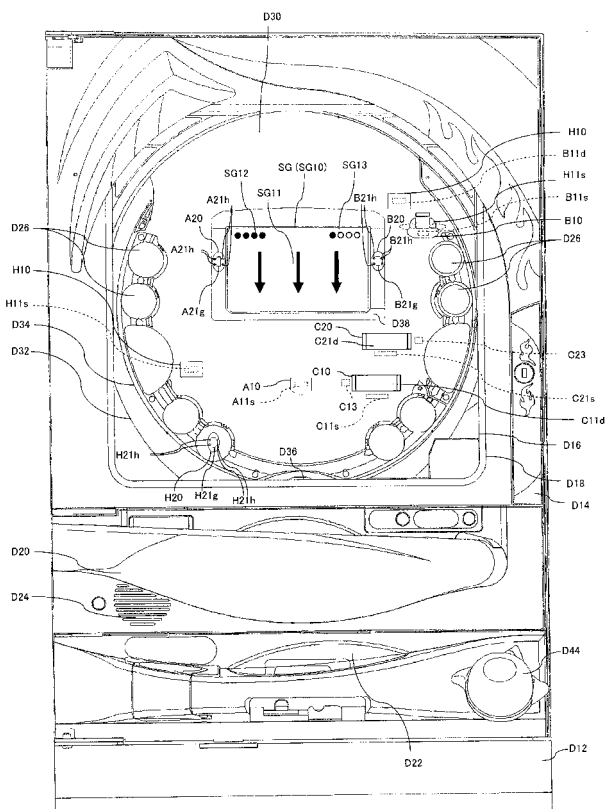 D30
H10
B11d
H11s
B11s
B10
D26
SG (SG10)
SG12
SG11
SG13
A21h
A20
A21h
A21g
B21h
B20
B21h
B21g
D26
H10
H11s
D34
D32
D38
C20
C21d
C23
C21s
C10
A10
A11s
C13
C11s
C11d
D16
D18
D14
H21h
H20
H21g
H21h
D36
D20
D24
D44
D22
D12